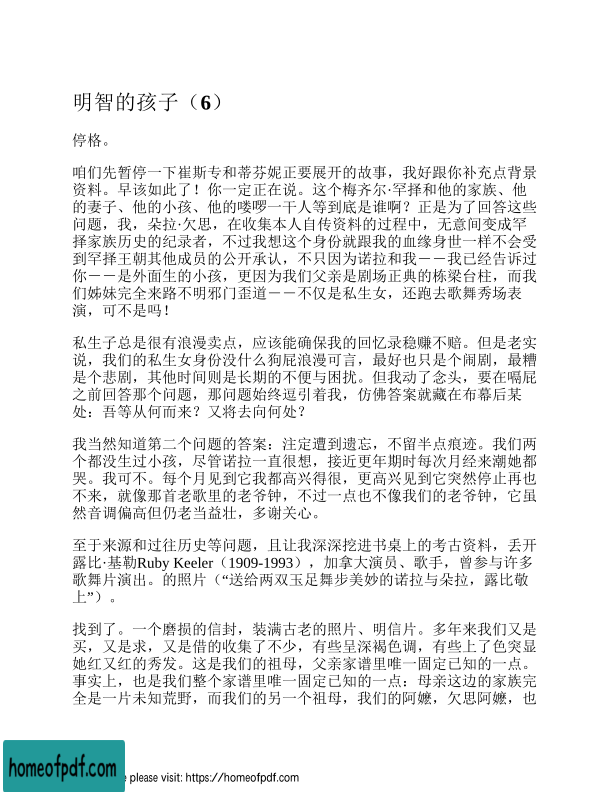 明智的孩子（6）
停格。
咱们先暂停一下崔斯专和蒂芬妮正要展开的故事，我好跟你补充点背景
资料。早该如此了！你一定正在说。这个梅齐尔·罕择和他的家族、他
的妻子、他的小孩、他的喽啰一干人等到底是谁啊？正是为了回答这些
问题，我，朵拉·欠思，在收集本人自传资料的过程中，无意间变成罕
择家族历史的纪录者，不过我想这个身份就跟我的血缘身世一样不会受
到罕择王朝其他成员的公开承认，不只因为诺拉和我－－我已经告诉过
你－－是外面生的小孩，更因为我们父亲是剧场正典的栋梁台柱，而我
们姊妹完全来路不明邪门歪道－－不仅是私生女，还跑去歌舞秀场表
演，可不是吗！
私生子总是很有浪漫卖点，应该能确保我的回忆录稳赚不赔。但是老实
说，我们的私生女身份没什么狗屁浪漫可言，最好也只是个闹剧，最糟
是个悲剧，其他时间则是长期的不便与困扰。但我动了念头，要在嗝屁
之前回答那个问题，那问题始终逗引着我，仿佛答案就藏在布幕后某
处：吾等从何而来？又将去向何处？
我当然知道第二个问题的答案：注定遭到遗忘，不留半点痕迹。我们两
个都没生过小孩，尽管诺拉一直很想，接近更年期时每次月经来潮她都
哭。我可不。每个月见到它我都高兴得很，更高兴见到它突然停止再也
不来，就像那首老歌里的老爷钟，不过一点也不像我们的老爷钟，它虽
然音调偏高但仍老当益壮，多谢关心。
至于来源和过往历史等问题，且让我深深挖进书桌上的考古资料，丢开
露比·基勒Ruby Keeler（1909-1993），加拿大演员、歌手，曾参与许多
歌舞片演出。的照片（“送给两双玉足舞步美妙的诺拉与朵拉，露比敬
上”）。
找到了。一个磨损的信封，装满古老的照片、明信片。多年来我们又是
买，又是求，又是借的收集了不少，有些呈深褐色调，有些上了色突显
她红又红的秀发。这是我们的祖母，父亲家谱里唯一固定已知的一点。
事实上，也是我们整个家谱里唯一固定已知的一点：母亲这边的家族完
全是一片未知荒野，而我们的另一个祖母，我们的阿嬷，欠思阿嬷，也
homeofpdf.com
e please visit: https://homeofpdf.com